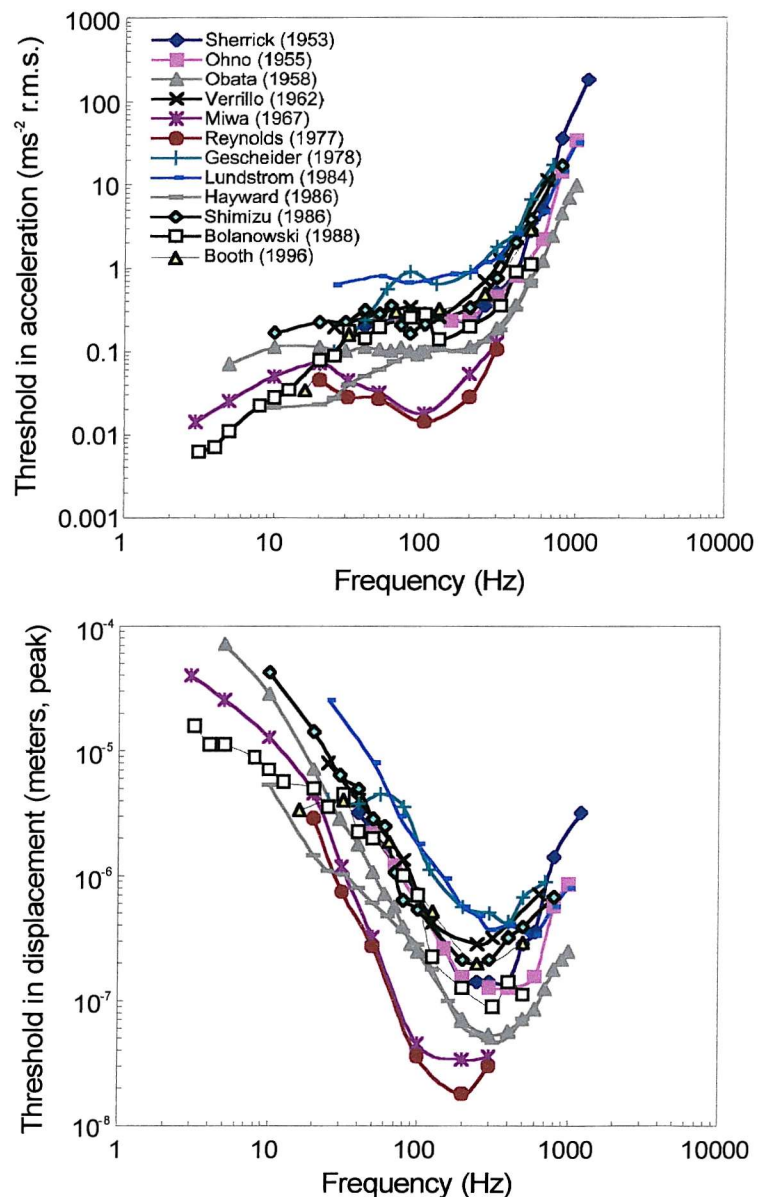 Threshold in acceleration (ms-2 r.m.s.)
1000
100
10
1
0.1
0.01
0.001
Sherrick (1953)
Ohno (1955)
Obata (1958)
Verrillo (1962)
Miwa (1967)
Reynolds (1977)
Gescheider (1978)
Lundstrom (1984)
Hayward (1986)
Shimizu (1986)
Bolanowski (1988)
Booth (1996)
1 10 100 1000 10000
Frequency (Hz)
Threshold in displacement (meters, peak)
10-4
10-5
10-6
10-7
10-8
1 10 100 1000 10000
Frequency (Hz)